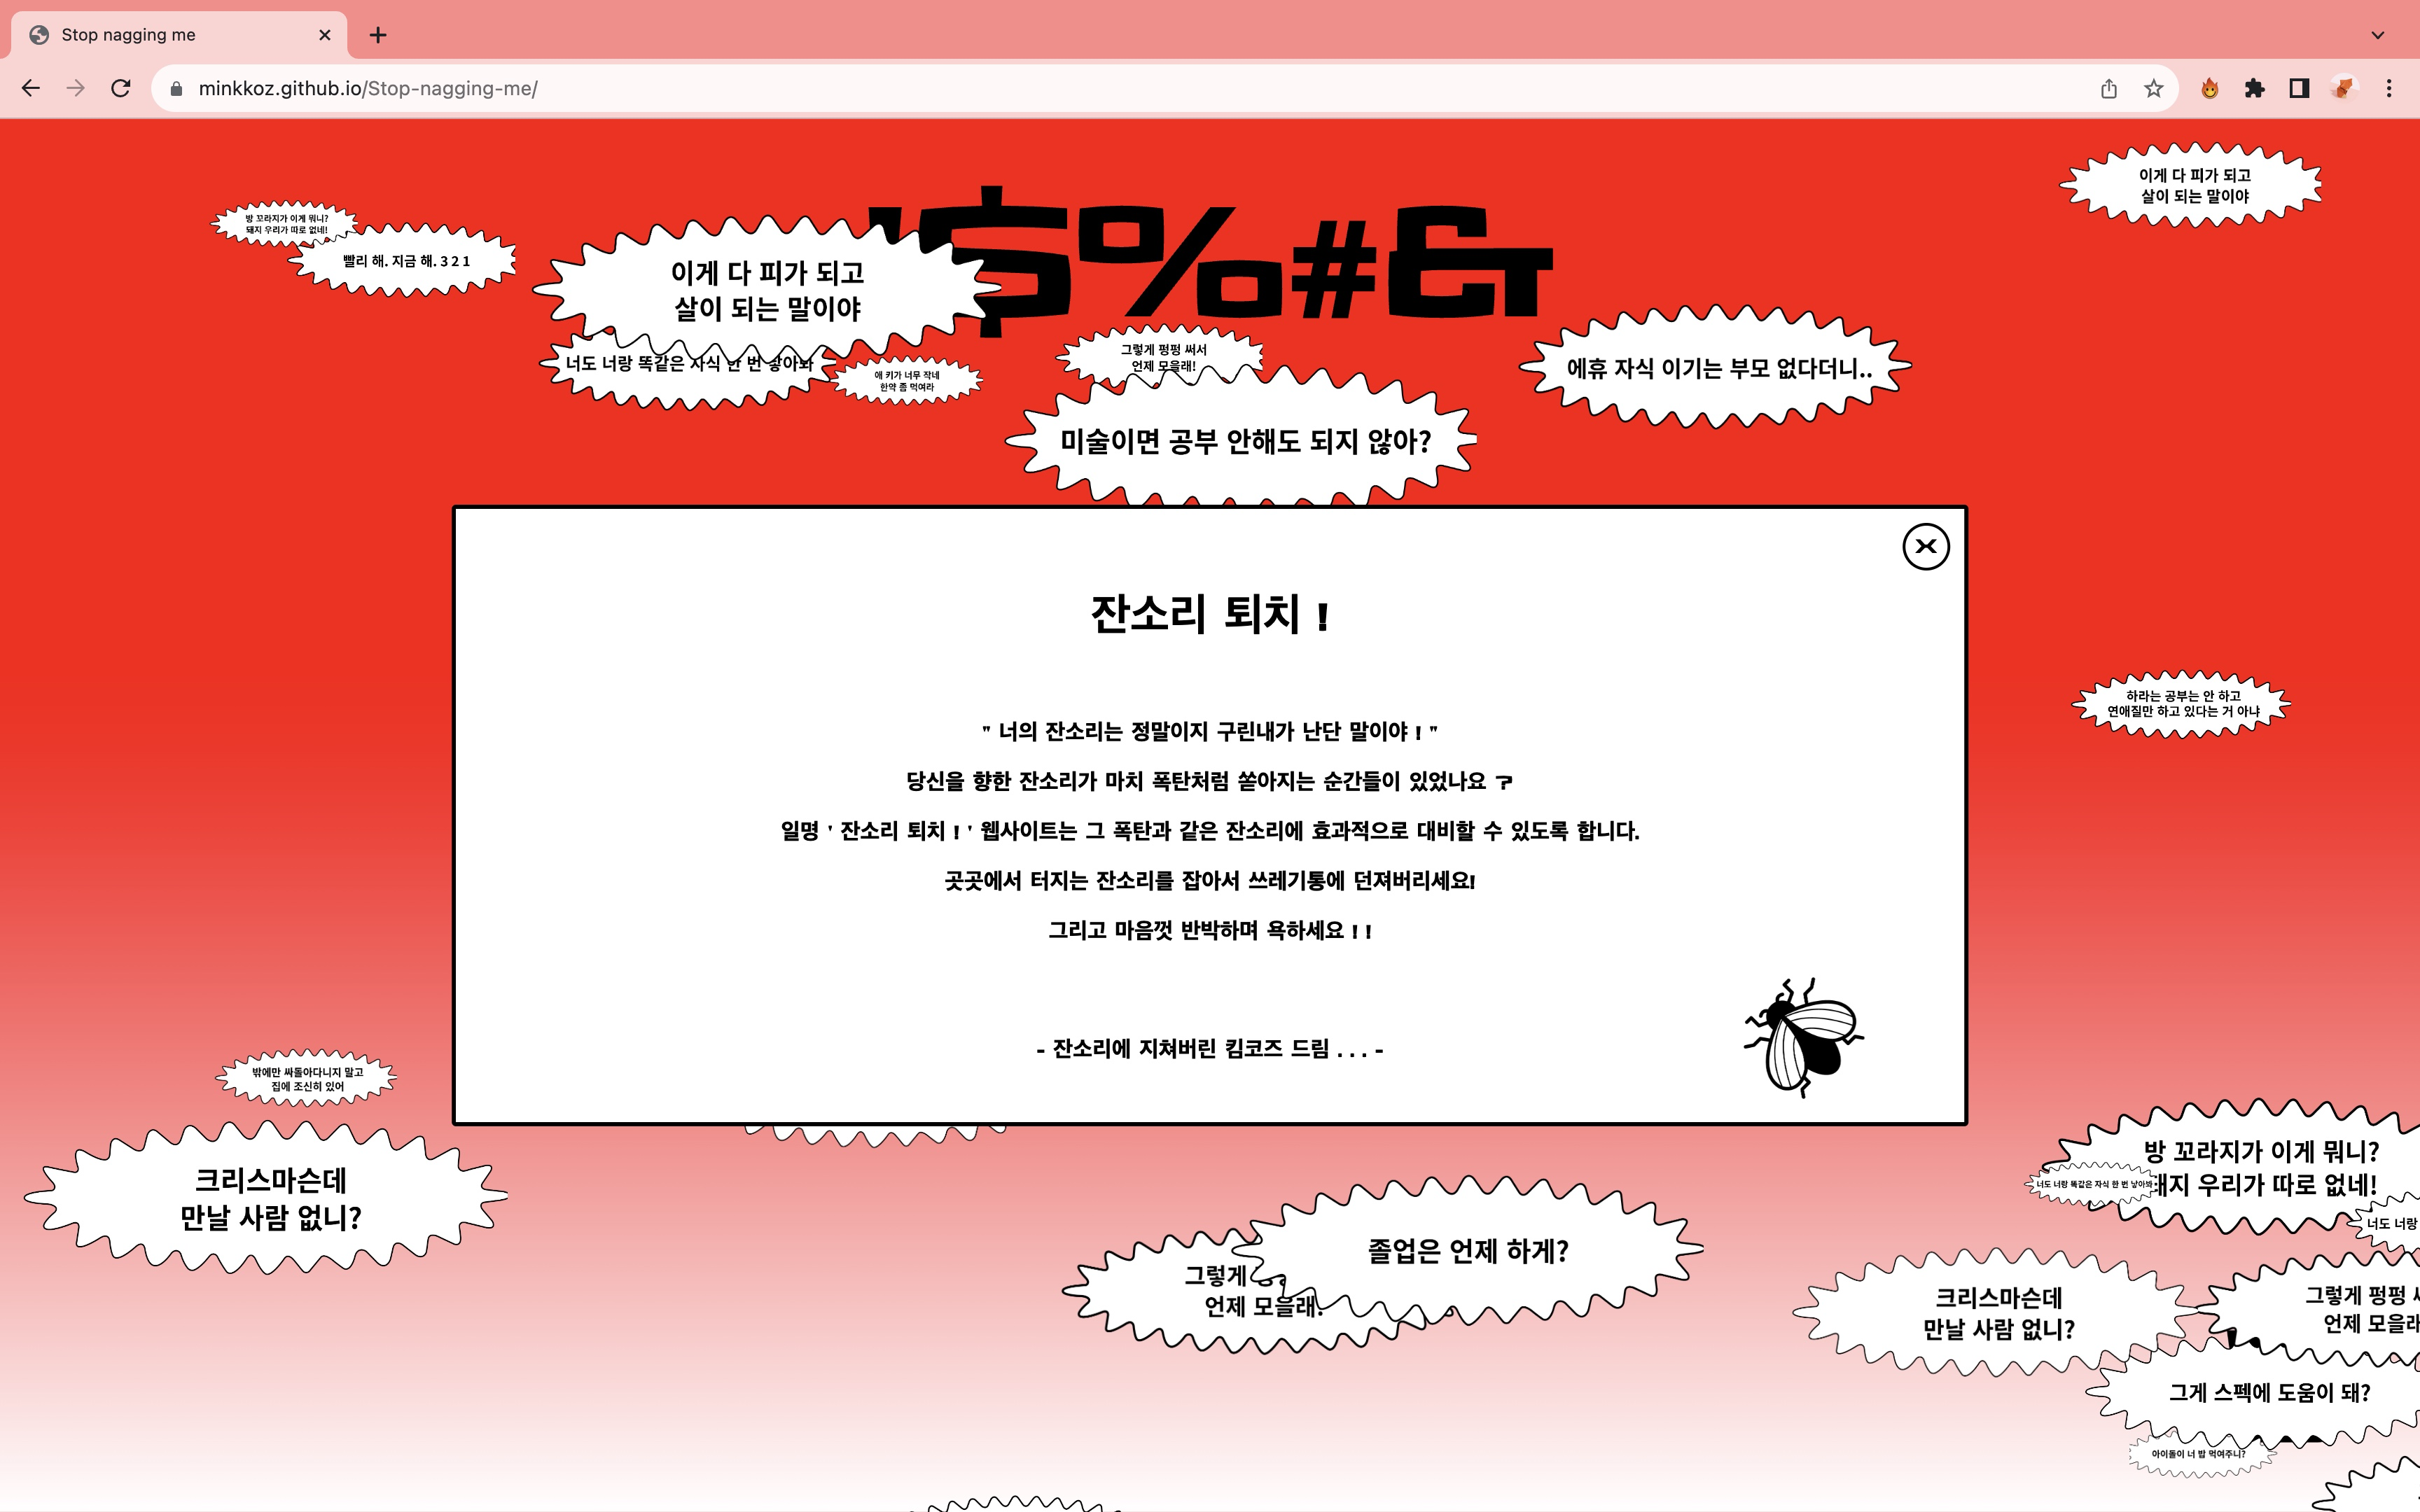 Stop nagging me
minkkoz.github.io/Stop-nagging-me/
'$%#&
이게 다 피가 되고
살이 되는 말이야
방 꼬라지가 이게 뭐니?
돼지 우리가 따로 없네!
빨리 해. 지금 해. 3 2 1
이게 다 피가 되고
살이 되는 말이야
너도 너랑 똑같은 자식 한 번 낳아봐
애 키가 너무 작네
한약 좀 먹여라
그렇게 펑펑 써서
언제 모을래!
에휴 자식 이기는 부모 없다더니..
미술이면 공부 안해도 되지 않아?
잔소리 퇴치 !
" 너의 잔소리는 정말이지 구린내가 난단 말이야 ! "
당신을 향한 잔소리가 마치 폭탄처럼 쏟아지는 순간들이 있었나요 ?
일명 ' 잔소리 퇴치 ! ' 웹사이트는 그 폭탄과 같은 잔소리에 효과적으로 대비할 수 있도록 합니다.
곳곳에서 터지는 잔소리를 잡아서 쓰레기통에 던져버리세요!
그리고 마음껏 반박하며 욕하세요 ! !
- 잔소리에 지쳐버린 킴코즈 드림 . . . -
하라는 공부는 안 하고
연애질만 하고 있다는 거 아냐
밖에만 싸돌아다니지 말고
집에 조신히 있어
크리스마슨데
만날 사람 없니?
방 꼬라지가 이게 뭐니?
우리가 따로 없네!
너도 너랑 똑같은 자식 한 번 낳아봐
너도 너랑
졸업은 언제 하게?
그렇게
언제 모을래.
크리스마슨데
만날 사람 없니?
그렇게 펑펑
언제 모을래
그게 스펙에 도움이 돼?
아이돌이 너 밥 먹여주니?